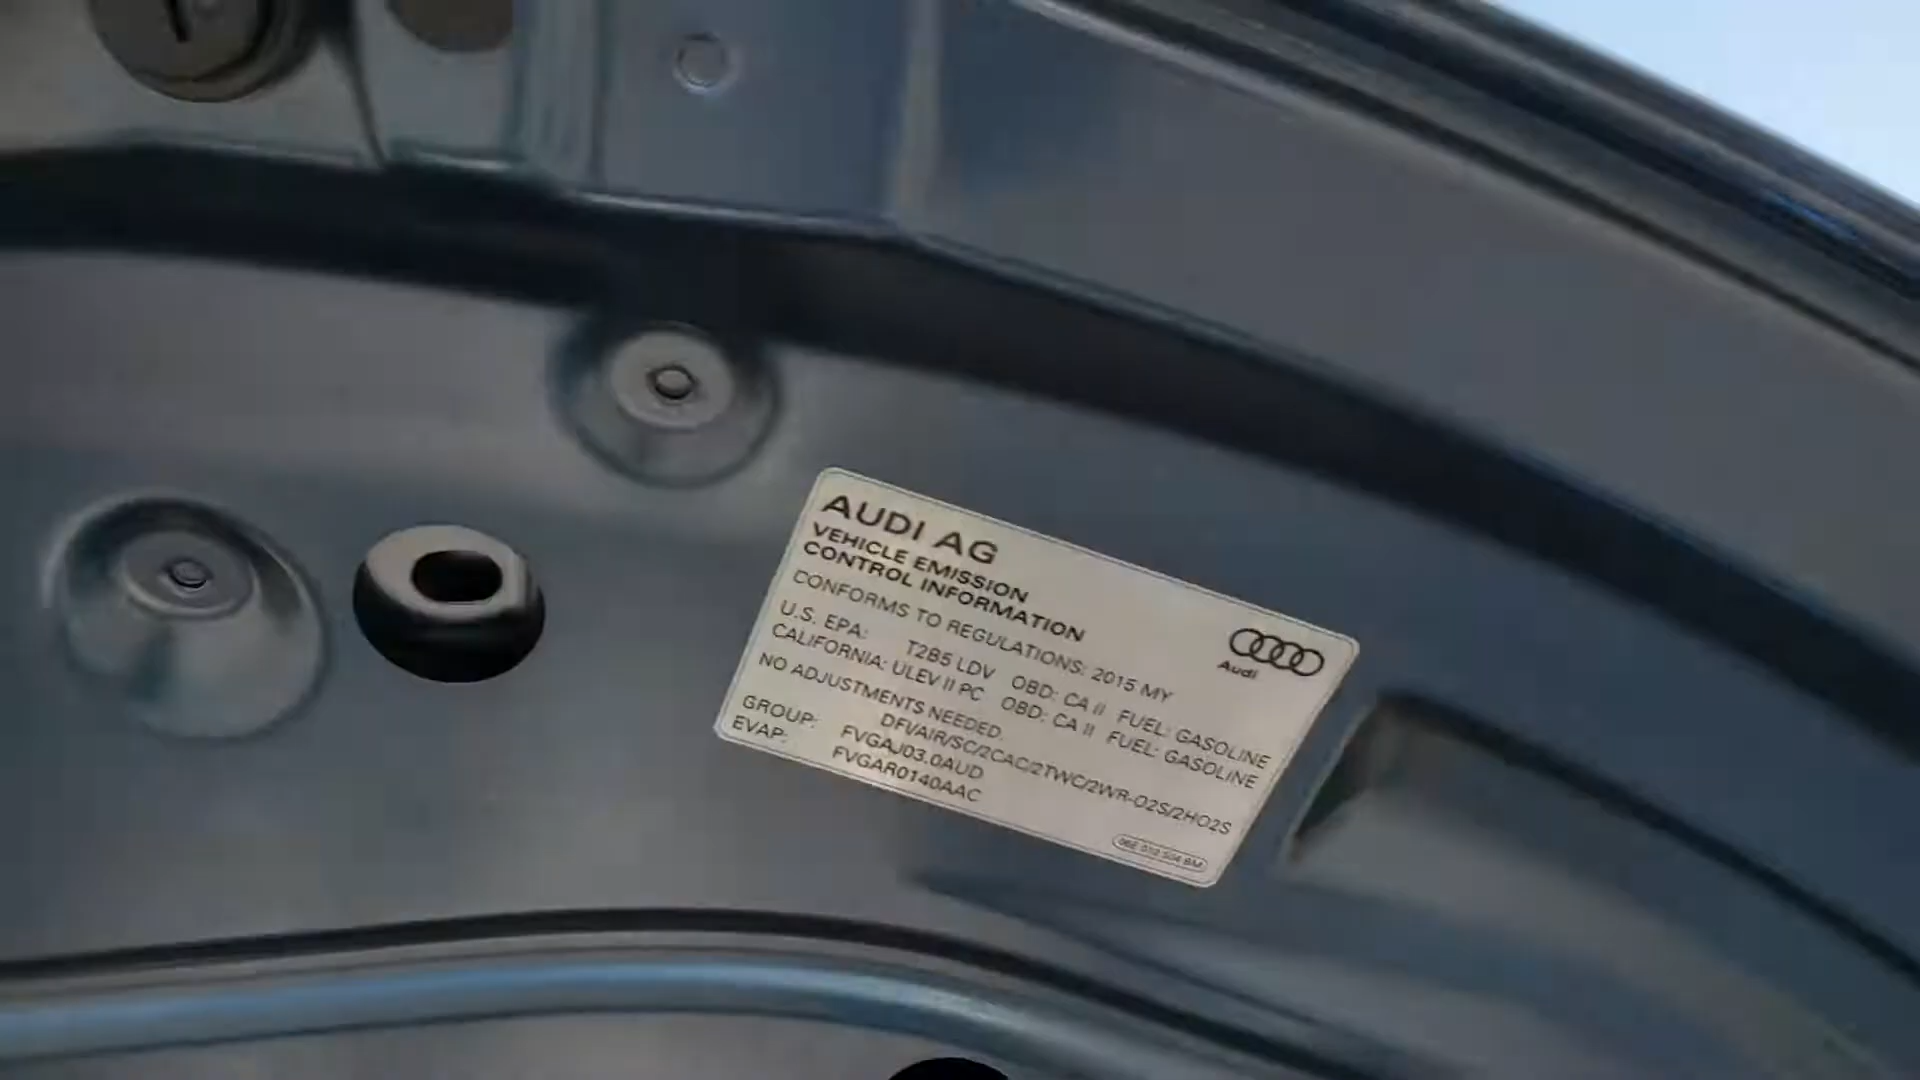 AUDI AG
VEHICLE EMISSION
CONTROL INFORMATION
CONFORMS TO REGULATIONS: 2015 MY
U.S. EPA: T2B5 LDV OBD: CA II FUEL: GASOLINE
CALIFORNIA: ULEV II PC OBD: CA II FUEL: GASOLINE
NO ADJUSTMENTS NEEDED.
DFI/AIR/SC/2CAC/2TWC/2WR-O2S/2HO2S
GROUP: FVGAJ03.0AUD
EVAP: FVGAR0140AAC
Audi